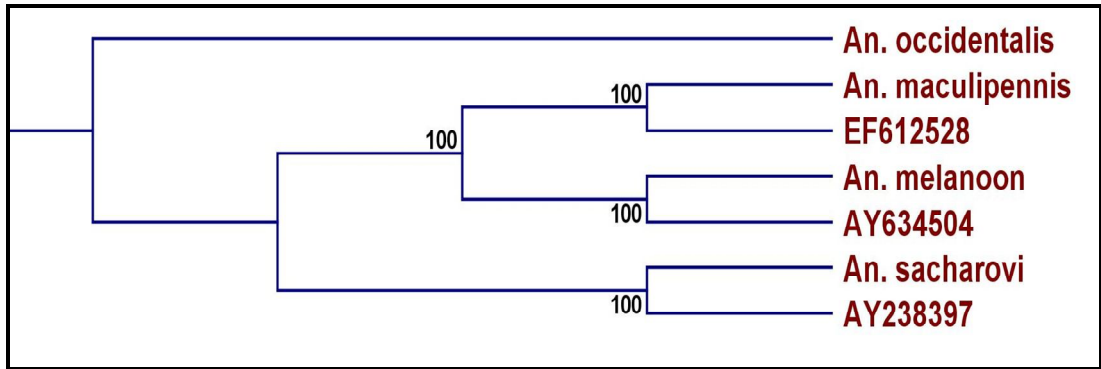 An. occidentalis
An. maculipennis
100
EF612528
100
An. melanoon
100
AY634504
An. sacharovi
100
AY238397